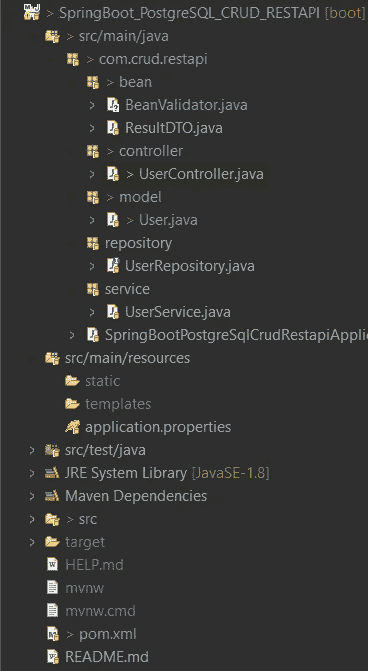 > SpringBoot_PostgreSQL_CRUD_RESTAPI [boot]
> src/main/java
> com.crud.restapi
> bean
> BeanValidator.java
> ResultDTO.java
> controller
> > UserController.java
> model
> > User.java
repository
> UserRepository.java
service
> UserService.java
> SpringBootPostgreSqlCrudRestapiApplic
src/main/resources
static
templates
application.properties
> src/test/java
> JRE System Library [JavaSE-1.8]
> Maven Dependencies
> > src
> target
HELP.md
mvnw
mvnw.cmd
> pom.xml
README.md